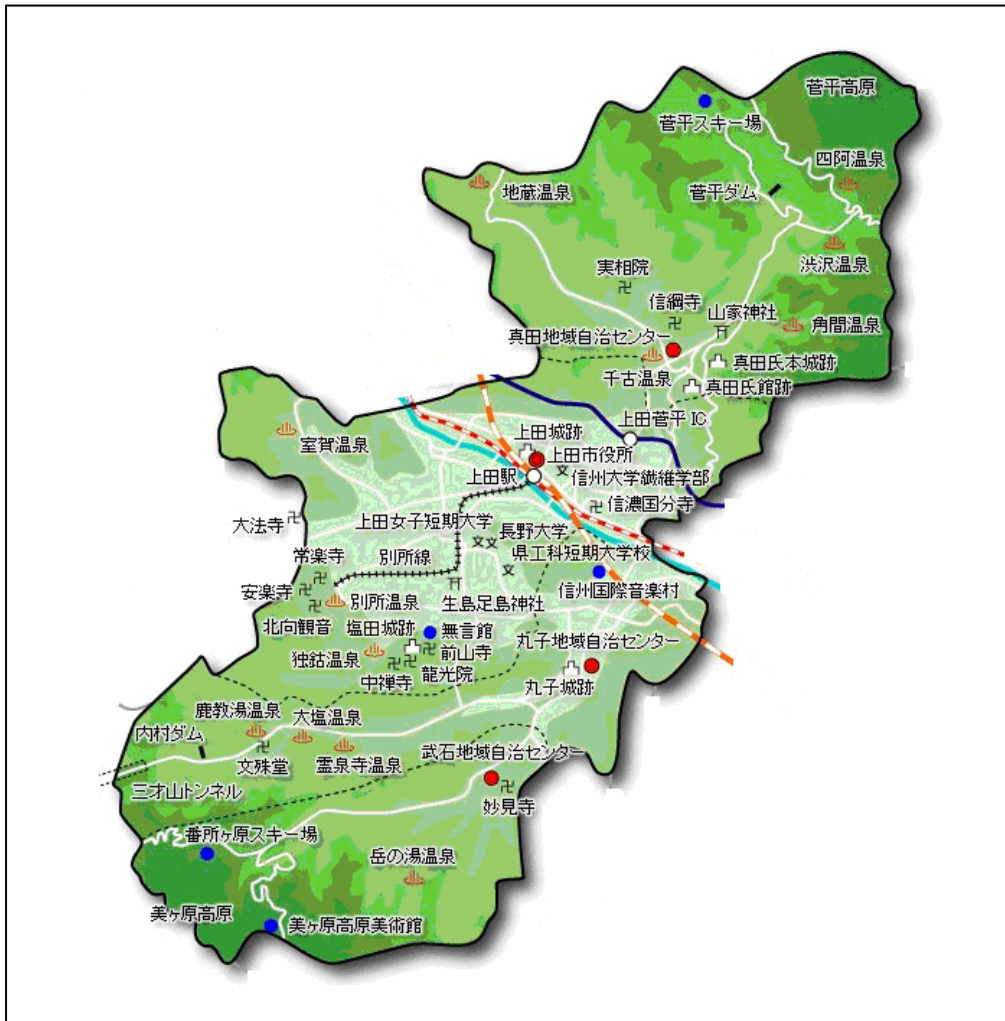 菅平高原
菅平スキー場
四阿温泉
菅平ダム
地蔵温泉
渋沢温泉
実相院
信綱寺
山家神社
角間温泉
真田地域自治センター
真田氏本城跡
千古温泉
真田氏館跡
上田菅平IC
上田城跡
室賀温泉
上田市役所
上田駅
信州大学繊維学部
信濃国分寺
大法寺
上田女子短期大学
長野大学
常楽寺
別所線
県工科短期大学校
安楽寺
別所温泉
生島足島神社
信州国際音楽村
北向観音
塩田城跡
無言館
丸子地域自治センター
独鈷温泉
前山寺
中禅寺
龍光院
丸子城跡
鹿教湯温泉
大塩温泉
内村ダム
文殊堂
霊泉寺温泉
武石地域自治センター
三才山トンネル
妙見寺
番所ヶ原スキー場
岳の湯温泉
美ヶ原高原
美ヶ原高原美術館